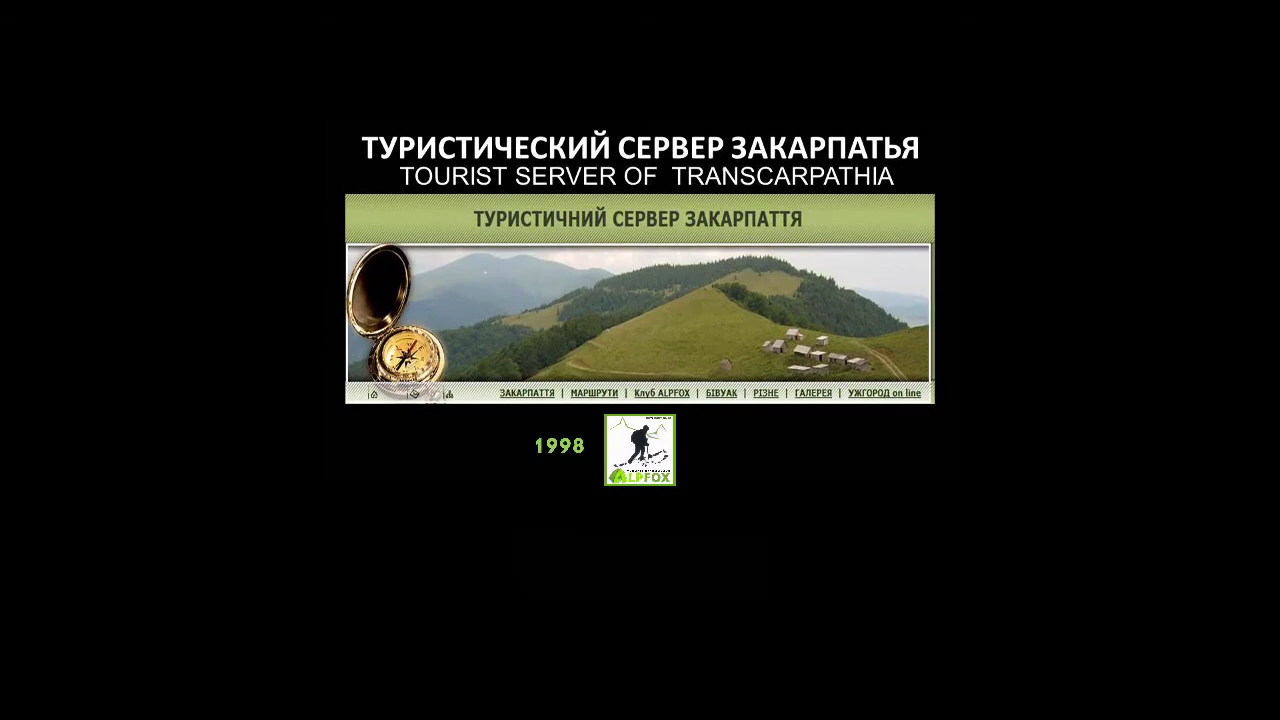 ТУРИСТИЧЕСКИЙ СЕРВЕР ЗАКАРПАТЬЯ
TOURIST SERVER OF TRANSCARPATHIA
ТУРИСТИЧНИЙ СЕРВЕР ЗАКАРПАТТЯ
ЗАКАРПАТТЯ | МАРШРУТИ | Клуб ALPFOX | БІВУАК | РІЗНЕ | ГАЛЕРЕЯ | УЖГОРОД on line
1998
ALPFOX